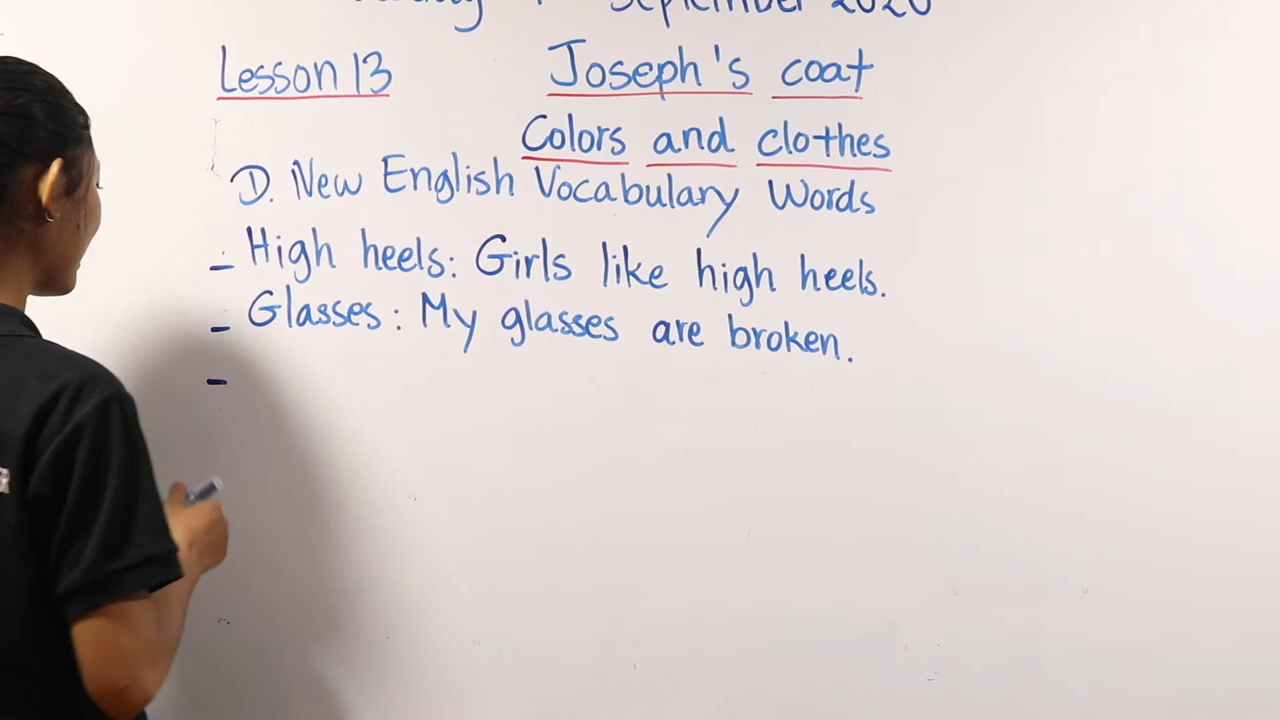 September 2020
Lesson 13 Joseph's coat
Colors and clothes
D. New English Vocabulary Words
- High heels: Girls like high heels.
- Glasses: My glasses are broken.
-